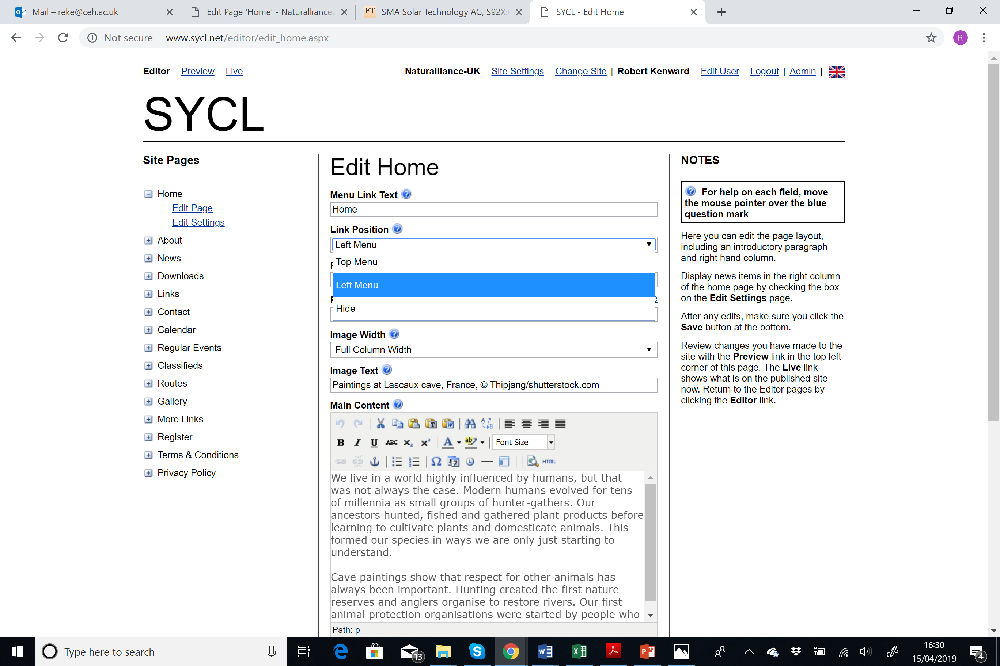 Mail – reke@ceh.ac.uk
Edit Page 'Home' - Naturalliance
SMA Solar Technology AG, S92X:
SYCL - Edit Home
Not secure | www.sycl.net/editor/edit_home.aspx
R
Editor - Preview - Live
Naturalliance-UK - Site Settings - Change Site | Robert Kenward - Edit User - Logout | Admin |
SYCL
Site Pages
Home
Edit Page
Edit Settings
About
News
Downloads
Links
Contact
Calendar
Regular Events
Classifieds
Routes
Gallery
More Links
Register
Terms & Conditions
Privacy Policy
Edit Home
Menu Link Text
Home
Link Position
Left Menu
Top Menu
Left Menu
Hide
Image Width
Full Column Width
Image Text
Paintings at Lascaux cave, France, © Thipjang/shutterstock.com
Main Content
Font Size
HTML
We live in a world highly influenced by humans, but that
was not always the case. Modern humans evolved for tens
of millennia as small groups of hunter-gathers. Our
ancestors hunted, fished and gathered plant products before
learning to cultivate plants and domesticate animals. This
formed our species in ways we are only just starting to
understand.
Cave paintings show that respect for other animals has
always been important. Hunting created the first nature
reserves and anglers organise to restore rivers. Our first
animal protection organisations were started by people who
Path: p
NOTES
For help on each field, move
the mouse pointer over the blue
question mark
Here you can edit the page layout,
including an introductory paragraph
and right hand column.
Display news items in the right column
of the home page by checking the box
on the Edit Settings page.
After any edits, make sure you click the
Save button at the bottom.
Review changes you have made to the
site with the Preview link in the top left
corner of this page. The Live link
shows what is on the published site
now. Return to the Editor pages by
clicking the Editor link.
Type here to search
13
16:30
15/04/2019
4